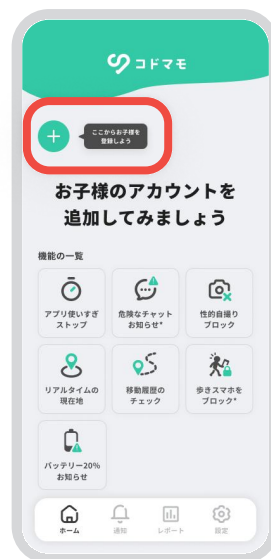 コドマモ
ここからお子様を
登録しよう
お子様のアカウントを
追加してみましょう
機能の一覧
アプリ使いすぎ
ストップ
危険なチャット
お知らせ*
性的自撮り
ブロック
リアルタイムの
現在地
移動履歴の
チェック
歩きスマホを
ブロック*
バッテリー20%
お知らせ
ホーム
通知
レポート
設定